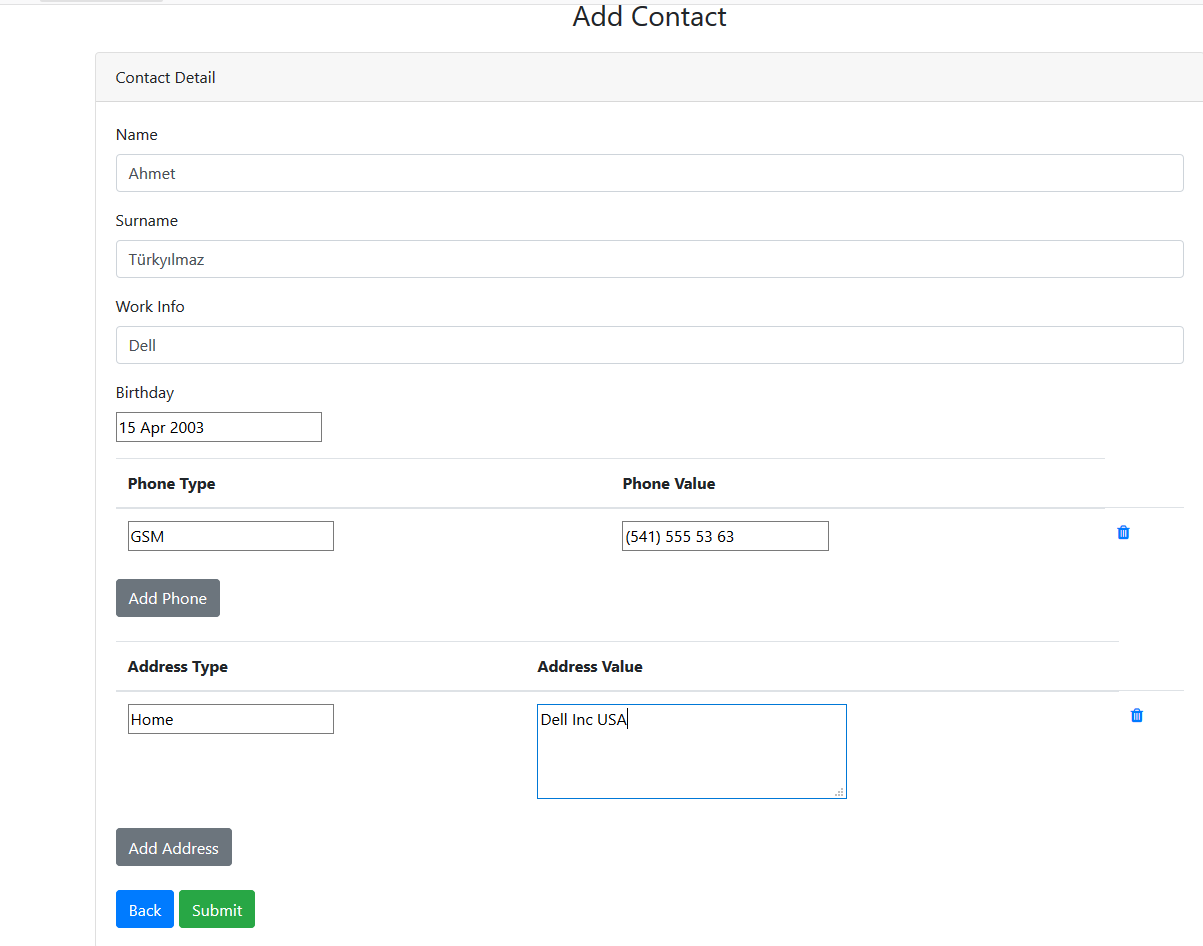 Add Contact
Contact Detail
Name
Ahmet
Surname
Türkyılmaz
Work Info
Dell
Birthday
15 Apr 2003
Phone Type Phone Value
GSM (541) 555 53 63
Add Phone
Address Type Address Value
Home Dell Inc USA
Add Address
Back Submit